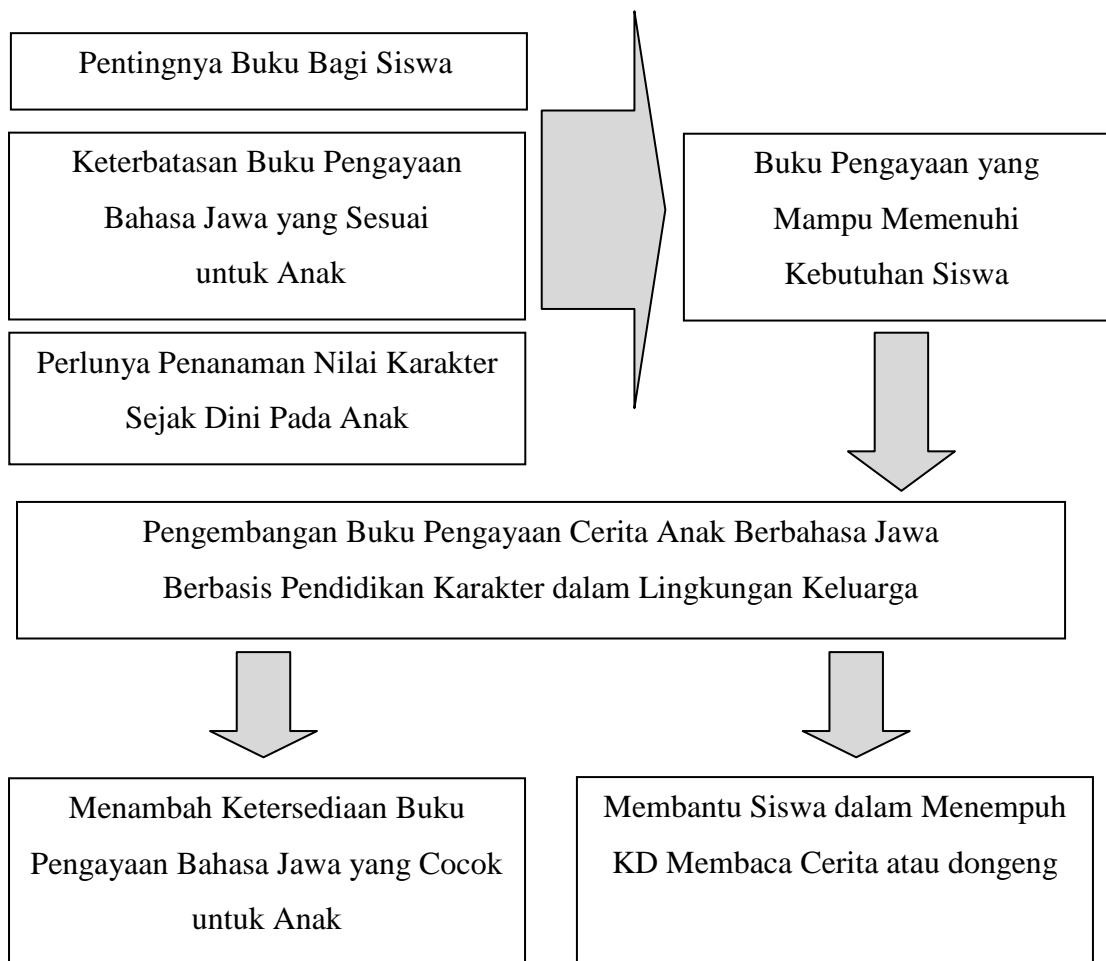 Pentingnya Buku Bagi Siswa
Keterbatasan Buku Pengayaan
Bahasa Jawa yang Sesuai
untuk Anak
Perlunya Penanaman Nilai Karakter
Sejak Dini Pada Anak
Buku Pengayaan yang
Mampu Memenuhi
Kebutuhan Siswa
Pengembangan Buku Pengayaan Cerita Anak Berbahasa Jawa
Berbasis Pendidikan Karakter dalam Lingkungan Keluarga
Menambah Ketersediaan Buku
Pengayaan Bahasa Jawa yang Cocok
untuk Anak
Membantu Siswa dalam Menempuh
KD Membaca Cerita atau dongeng